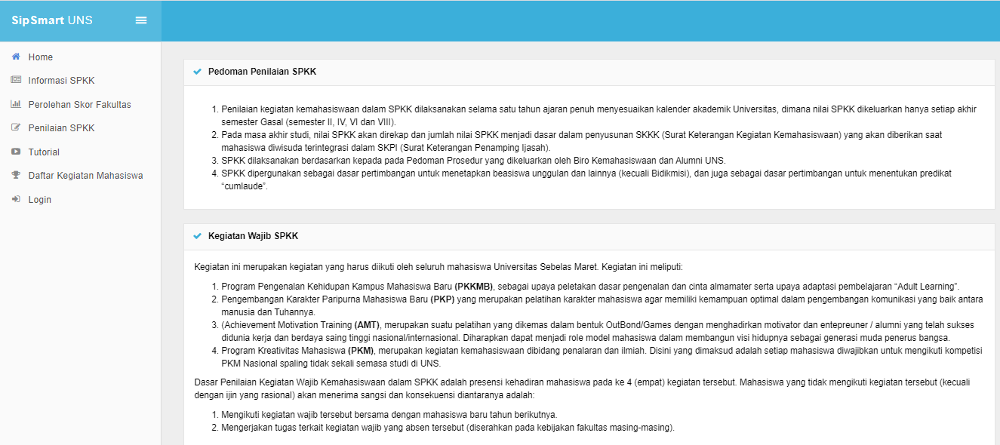 SipSmart UNS
Home
Informasi SPKK
Perolehan Skor Fakultas
Penilaian SPKK
Tutorial
Daftar Kegiatan Mahasiswa
Login
Pedoman Penilaian SPKK
1. Penilaian kegiatan kemahasiswaan dalam SPKK dilaksanakan selama satu tahun ajaran penuh menyesuaikan kalender akademik Universitas, dimana nilai SPKK dikeluarkan hanya setiap akhir
semester Gasal (semester II, IV, VI dan VIII).
2. Pada masa akhir studi, nilai SPKK akan direkap dan jumlah nilai SPKK menjadi dasar dalam penyusunan SKKK (Surat Keterangan Kegiatan Kemahasiswaan) yang akan diberikan saat
mahasiswa diwisuda terintegrasi dalam SKPI (Surat Keterangan Penamping Ijasah).
3. SPKK dilaksanakan berdasarkan kepada pada Pedoman Prosedur yang dikeluarkan oleh Biro Kemahasiswaan dan Alumni UNS.
4. SPKK dipergunakan sebagai dasar pertimbangan untuk menetapkan beasiswa unggulan dan lainnya (kecuali Bidikmisi), dan juga sebagai dasar pertimbangan untuk menentukan predikat
“cumlaude”.
Kegiatan Wajib SPKK
Kegiatan ini merupakan kegiatan yang harus diikuti oleh seluruh mahasiswa Universitas Sebelas Maret. Kegiatan ini meliputi:
1. Program Pengenalan Kehidupan Kampus Mahasiswa Baru (PKKMB), sebagai upaya peletakan dasar pengenalan dan cinta almamater serta upaya adaptasi pembelajaran “Adult Learning”.
2. Pengembangan Karakter Paripurna Mahasiswa Baru (PKP) yang merupakan pelatihan karakter mahasiswa agar memiliki kemampuan optimal dalam pengembangan komunikasi yang baik antara
manusia dan Tuhannya.
3. (Achievement Motivation Training (AMT), merupakan suatu pelatihan yang dikemas dalam bentuk OutBond/Games dengan menghadirkan motivator dan entepreuner / alumni yang telah sukses
didunia kerja dan berdaya saing tinggi nasional/internasional. Diharapkan dapat menjadi role model mahasiswa dalam membangun visi hidupnya sebagai generasi muda penerus bangsa.
4. Program Kreativitas Mahasiswa (PKM), merupakan kegiatan kemahasiswaan dibidang penalaran dan ilmiah. Disini yang dimaksud adalah setiap mahasiswa diwajibkan untuk mengikuti kompetisi
PKM Nasional spaling tidak sekali semasa studi di UNS.
Dasar Penilaian Kegiatan Wajib Kemahasiswaan dalam SPKK adalah presensi kehadiran mahasiswa pada ke 4 (empat) kegiatan tersebut. Mahasiswa yang tidak mengikuti kegiatan tersebut (kecuali
dengan ijin yang rasional) akan menerima sangsi dan konsekuensi diantaranya adalah:
1. Mengikuti kegiatan wajib tersebut bersama dengan mahasiswa baru tahun berikutnya.
2. Mengerjakan tugas terkait kegiatan wajib yang absen tersebut (diserahkan pada kebijakan fakultas masing-masing).